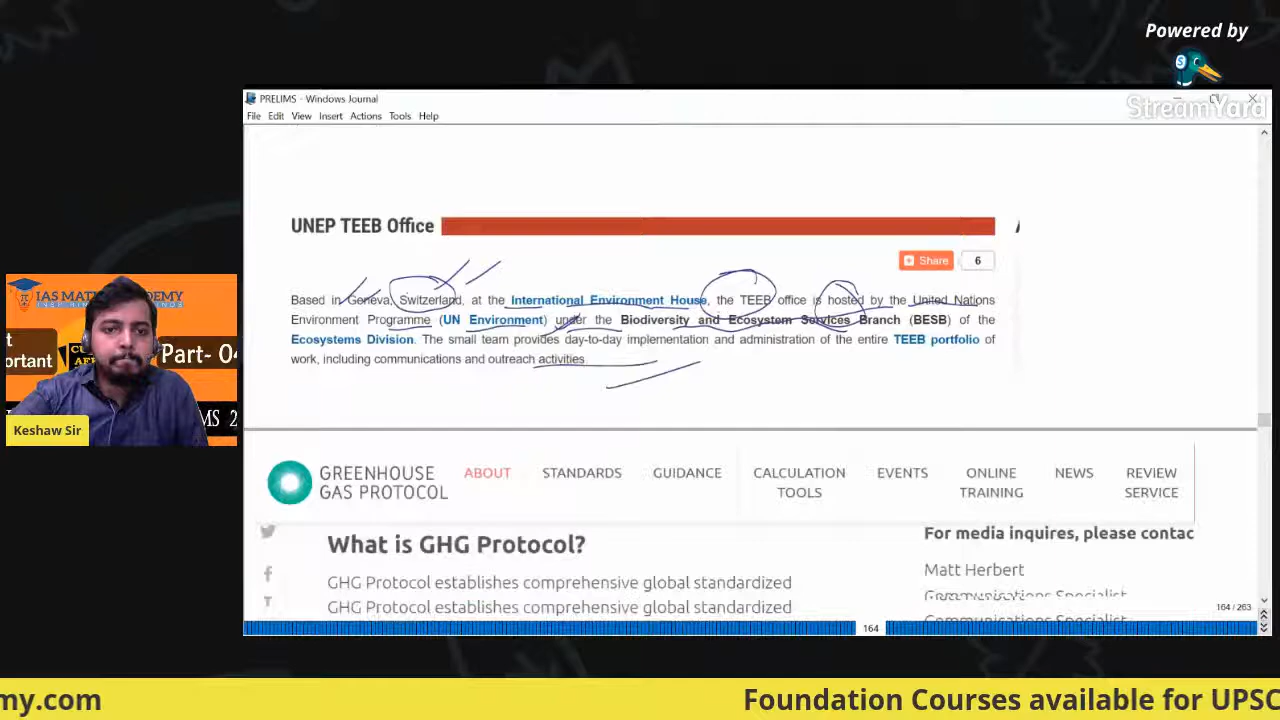 Powered by
StreamYard
PRELIMS - Windows Journal
File Edit View Insert Actions Tools Help
UNEP TEEB Office
Share 6
Based in Geneva, Switzerland, at the International Environment House, the TEEB office is hosted by the United Nations
Environment Programme (UN Environment) under the Biodiversity and Ecosystem Services Branch (BESB) of the
Ecosystems Division. The small team provides day-to-day implementation and administration of the entire TEEB portfolio of
work, including communications and outreach activities
IAS MA
Part- 04
Keshaw Sir
GREENHOUSE
GAS PROTOCOL
ABOUT STANDARDS GUIDANCE CALCULATION TOOLS EVENTS ONLINE TRAINING NEWS REVIEW SERVICE
What is GHG Protocol?
For media inquires, please contac
GHG Protocol establishes comprehensive global standardized
Matt Herbert
GHG Protocol establishes comprehensive global standardized
Communications Specialist
Communications Specialist
164 / 263
164
my.com
Foundation Courses available for UPSC